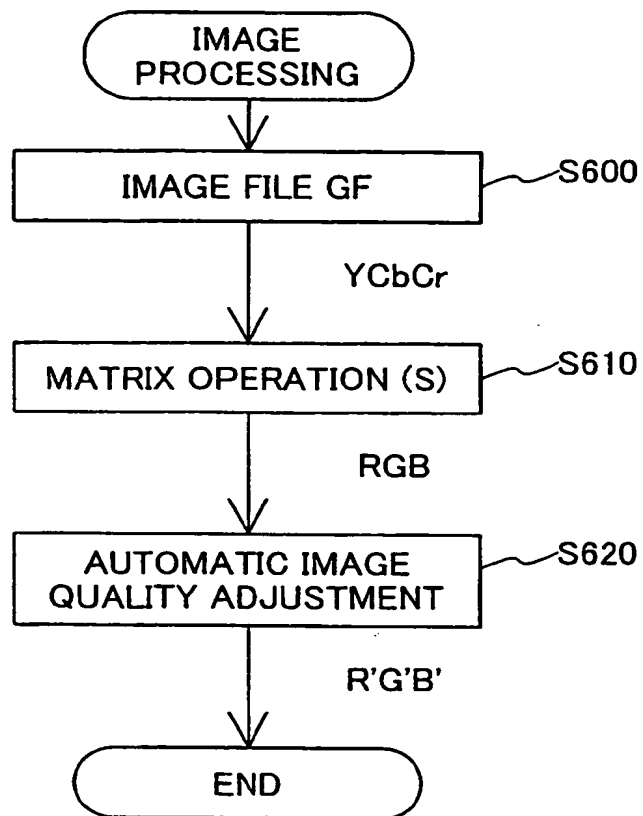 IMAGE
PROCESSING
IMAGE FILE GF
S600
YCbCr
MATRIX OPERATION (S)
S610
RGB
AUTOMATIC IMAGE
QUALITY ADJUSTMENT
S620
R'G'B'
END